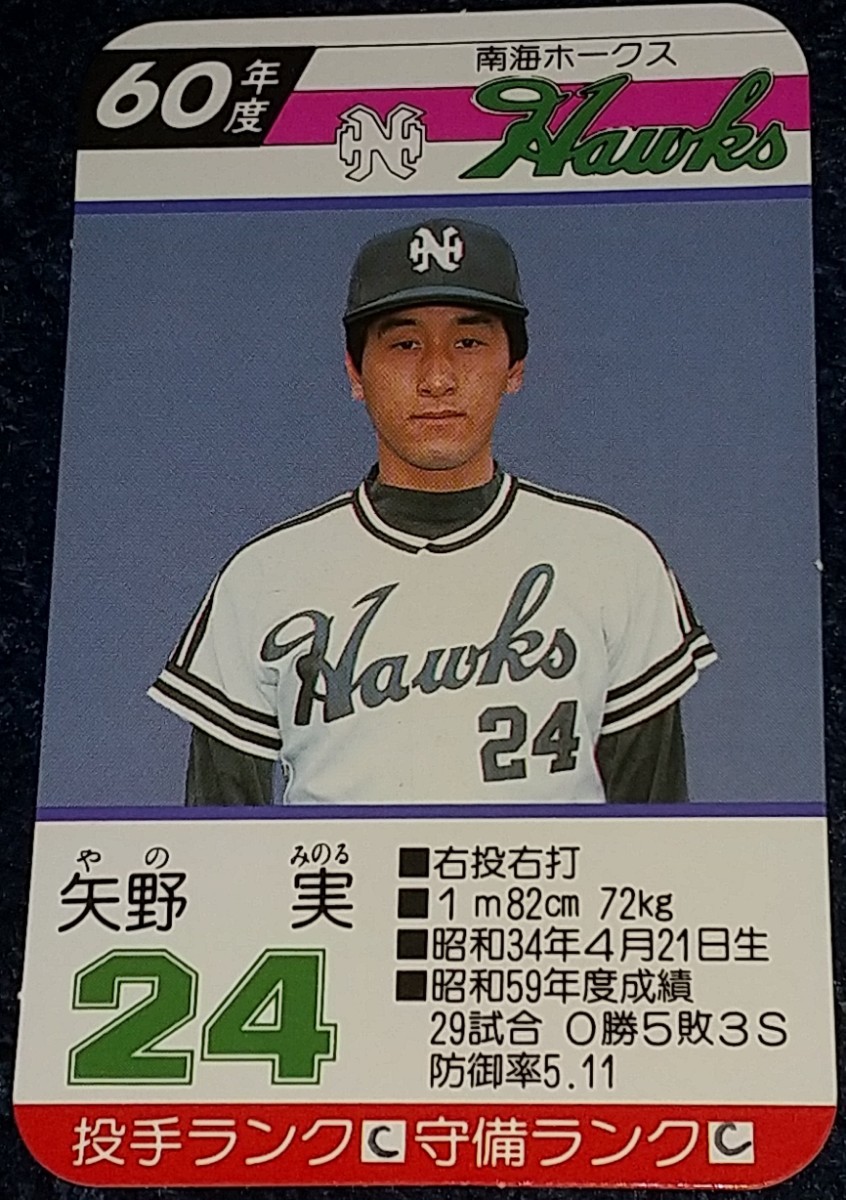 60年度
南海ホークス
NH
Hawks
NH
Hawks
24
やの みのる
矢野 実
24
■右投右打
■1m82cm 72kg
■昭和34年4月21日生
■昭和59年度成績
29試合 0勝5敗3S
防御率5.11
投手ランクC 守備ランクC